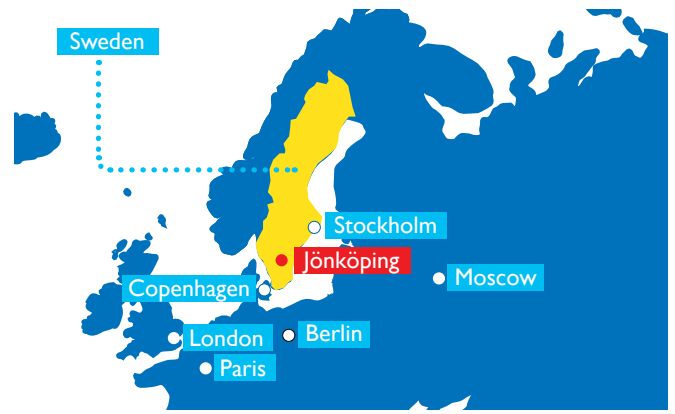 Sweden
Stockholm
Jönköping
Moscow
Copenhagen
Berlin
London
Paris